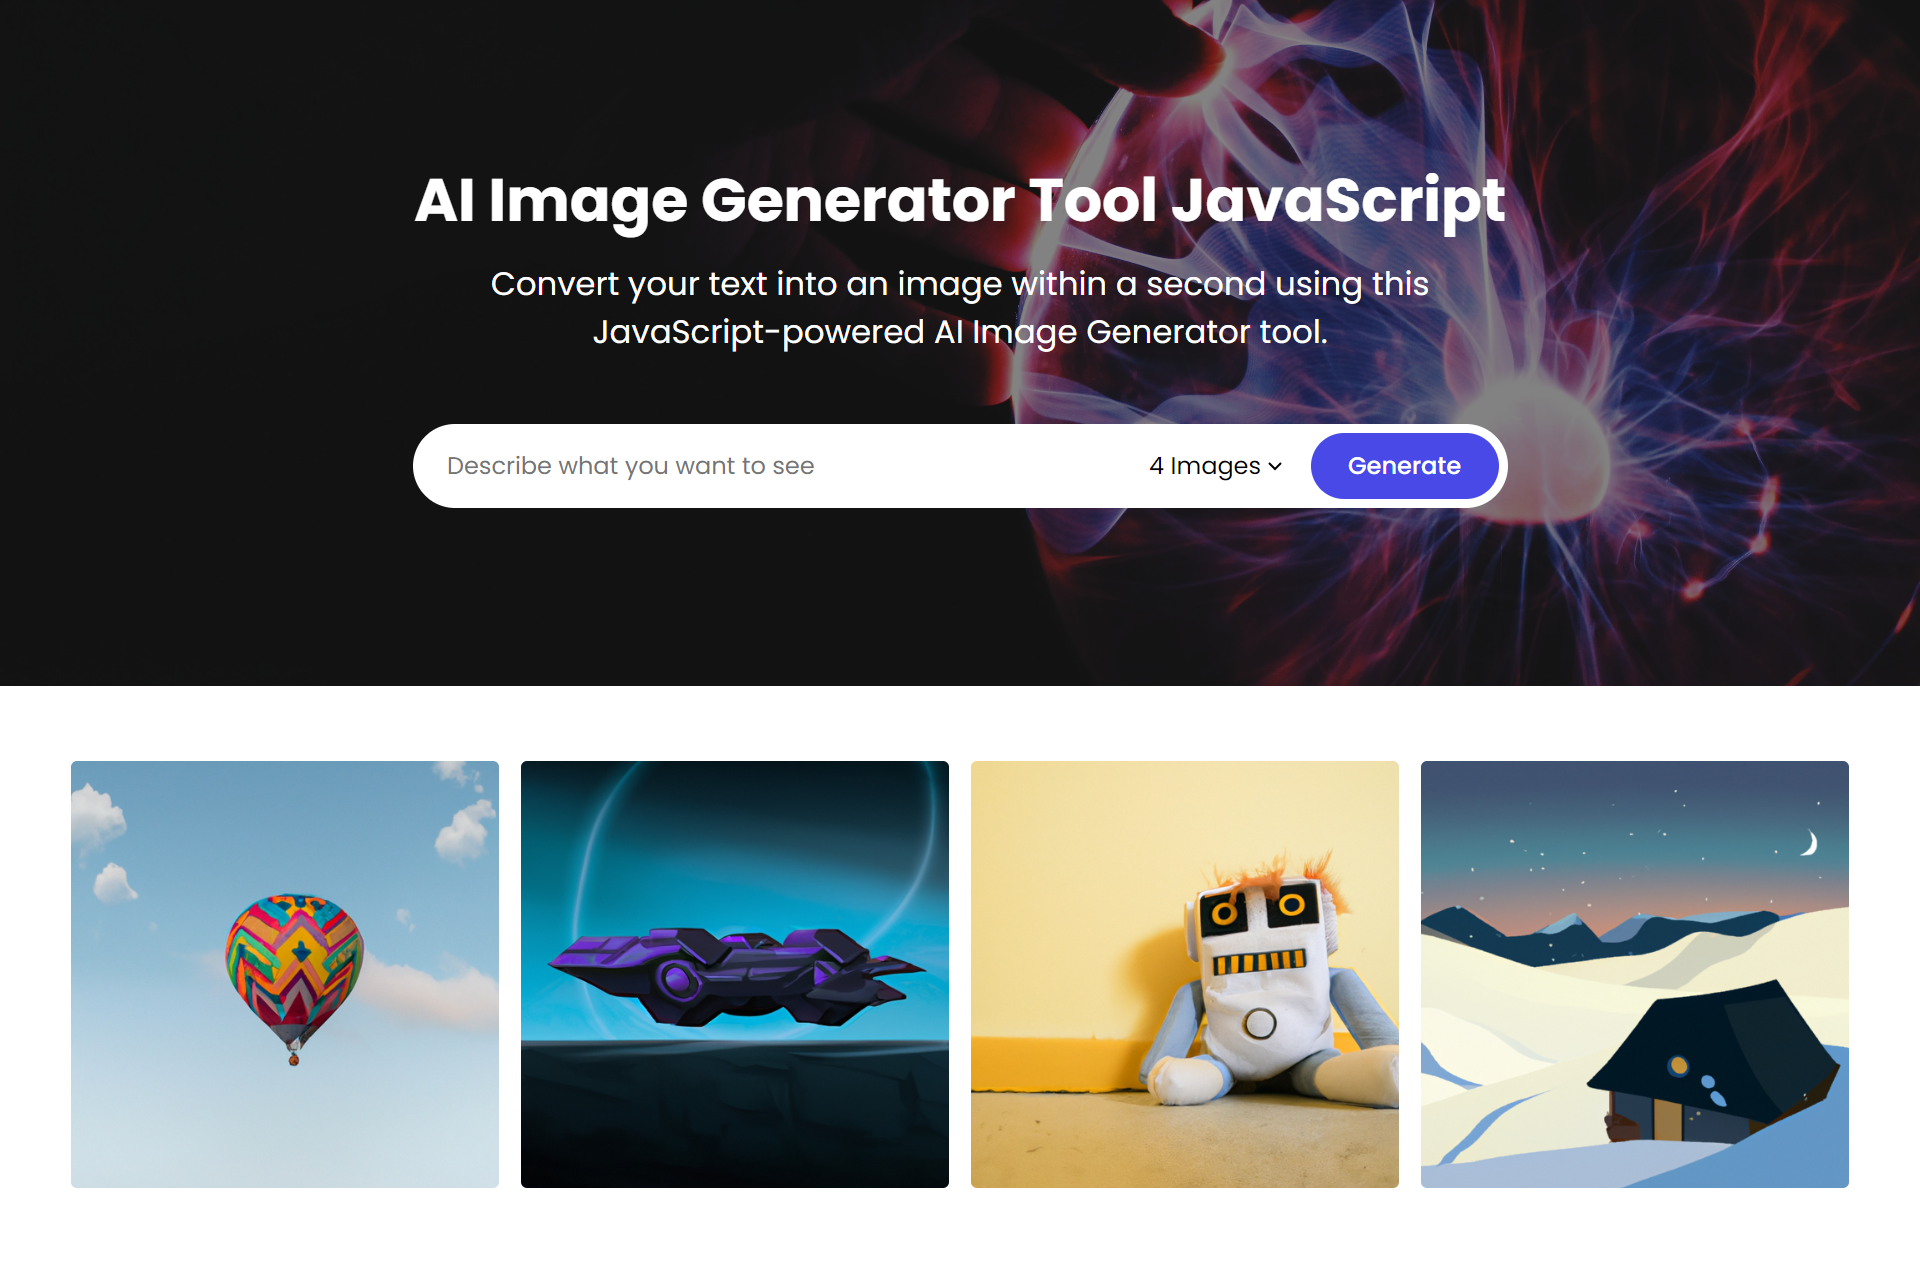 AI Image Generator Tool JavaScript
Convert your text into an image within a second using this
JavaScript-powered AI Image Generator tool.
Describe what you want to see
4 Images
Generate